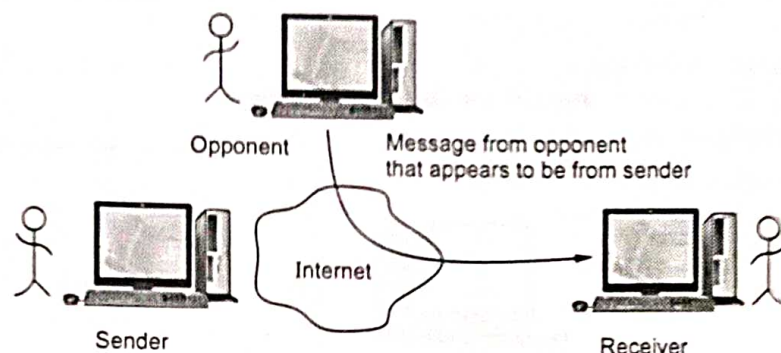 Opponent
Message from opponent
that appears to be from sender
Internet
Sender
Receiver